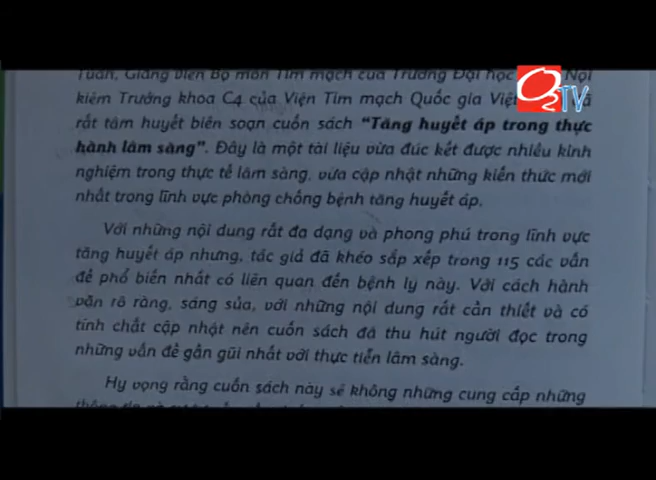 Tuấn, Giảng viên Bộ môn Tim mạch của Trường Đại học Nội
kiêm Trưởng khoa C4 của Viện Tim mạch Quốc gia Việt
rất tâm huyết biên soạn cuốn sách "Tăng huyết áp trong thực
hành lâm sàng". Đây là một tài liệu vừa đúc kết được nhiều kinh
nghiệm trong thực tế lâm sàng, vừa cập nhật những kiến thức mới
nhất trong lĩnh vực phòng chống bệnh tăng huyết áp.
Với những nội dung rất đa dạng và phong phú trong lĩnh vực
tăng huyết áp nhưng, tác giả đã khéo sắp xếp trong 115 các vấn
đề phổ biến nhất có liên quan đến bệnh lý này. Với cách hành
văn rõ ràng, sáng sủa, với những nội dung rất cần thiết và có
tính chất cập nhật nên cuốn sách đã thu hút người đọc trong
những vấn đề gần gũi nhất với thực tiễn lâm sàng.
Hy vọng rằng cuốn sách này sẽ không những cung cấp những
O2TV